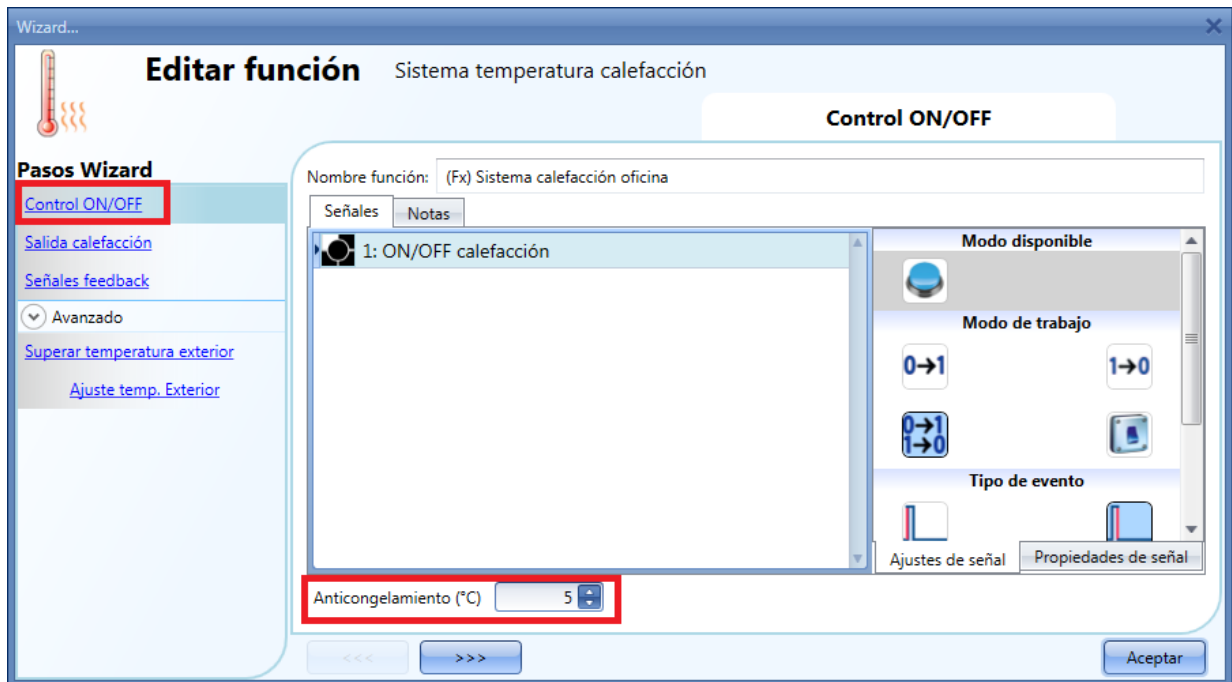 Wizard...
Editar función Sistema temperatura calefacción
Control ON/OFF
Pasos Wizard
Control ON/OFF
Salida calefacción
Señales feedback
Avanzado
Superar temperatura exterior
Ajuste temp. Exterior
Nombre función: (Fx) Sistema calefacción oficina
Señales Notas
1: ON/OFF calefacción
Modo disponible
Modo de trabajo
0→1 1→0
0→1
1→0
Tipo de evento
Ajustes de señal Propiedades de señal
Anticongelamiento (°C) 5
<<< >>> Aceptar